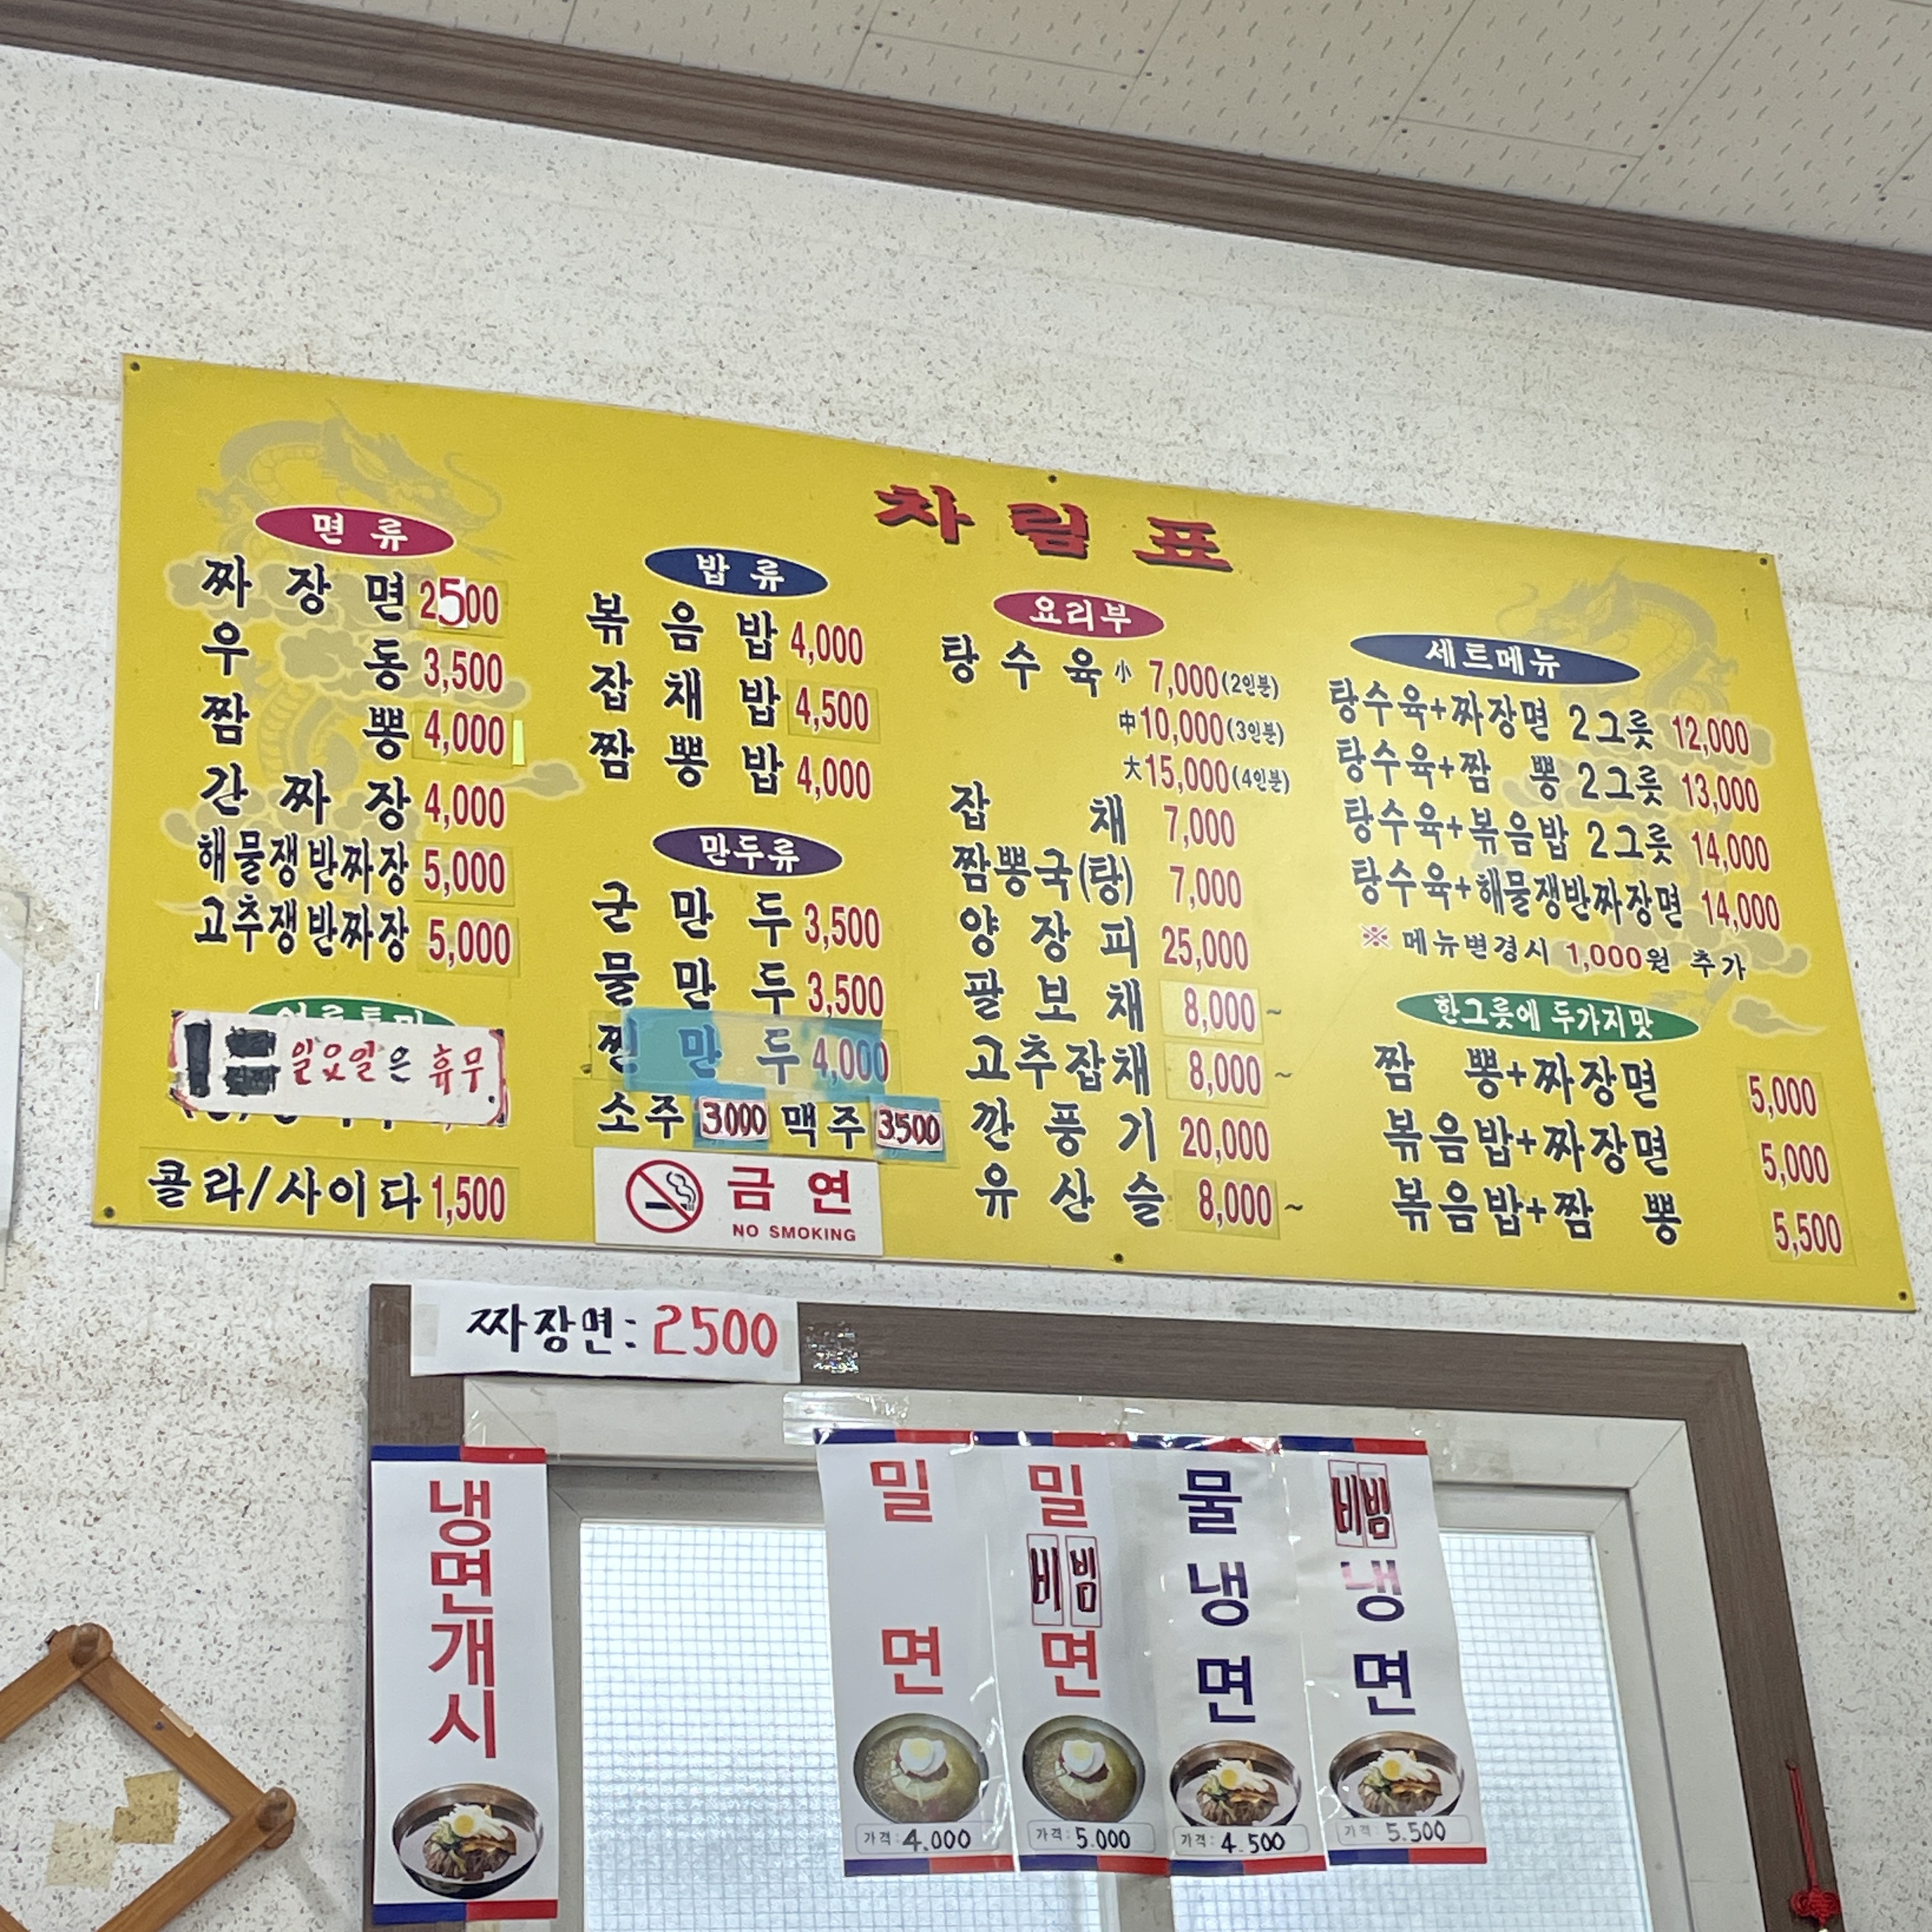 차림표
면류
짜장면 2500
우동 3,500
짬뽕 4,000
간짜장 4,000
해물쟁반짜장 5,000
고추쟁반짜장 5,000
일요일은 휴무
콜라/사이다 1,500
밥류
볶음밥 4,000
잡채밥 4,500
짬뽕밥 4,000
만두류
군만두 3,500
물만두 3,500
찐만두 4,000
소주 3000 맥주 3500
금연
NO SMOKING
요리부
탕수육 小 7,000(2인분)
中 10,000(3인분)
大 15,000(4인분)
잡채 7,000
짬뽕국(탕) 7,000
양장피 25,000
팔보채 8,000~
고추잡채 8,000~
깐풍기 20,000
유산슬 8,000~
세트메뉴
탕수육+짜장면 2그릇 12,000
탕수육+짬뽕 2그릇 13,000
탕수육+볶음밥 2그릇 14,000
탕수육+해물쟁반짜장면 14,000
※ 메뉴변경시 1,000원 추가
한그릇에 두가지맛
짬뽕+짜장면 5,000
볶음밥+짜장면 5,000
볶음밥+짬뽕 5,500
짜장면: 2500
냉면개시
밀면
가격: 4.000
밀비빔면
가격: 5.000
물냉면
가격: 4.500
비빔냉면
가격: 5.500